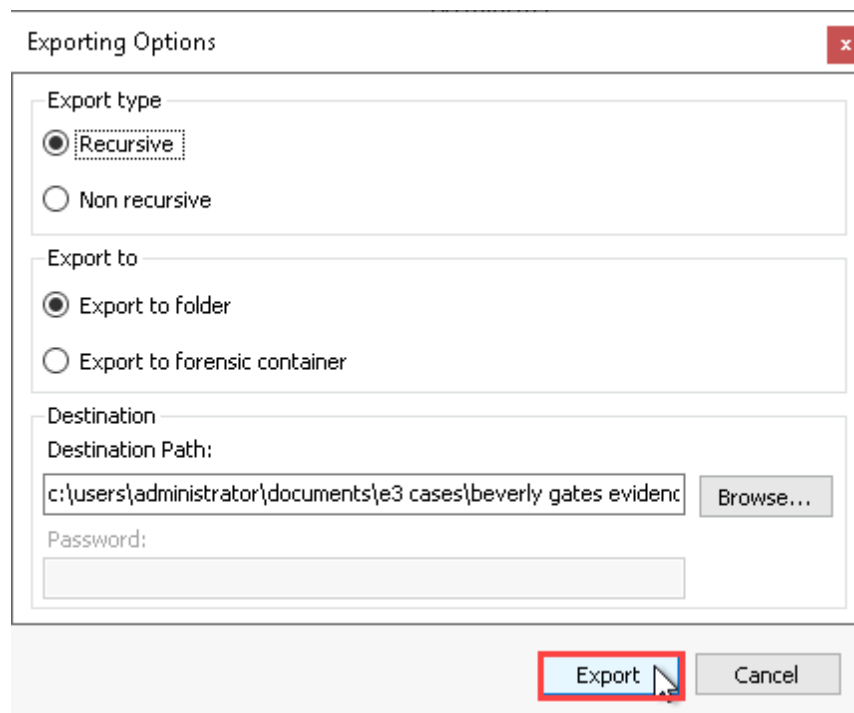 Exporting Options
x
Export type
Recursive
Non recursive
Export to
Export to folder
Export to forensic container
Destination
Destination Path:
c:\users\administrator\documents\e3 cases\beverly gates evidenc
Browse...
Password:
Export
Cancel